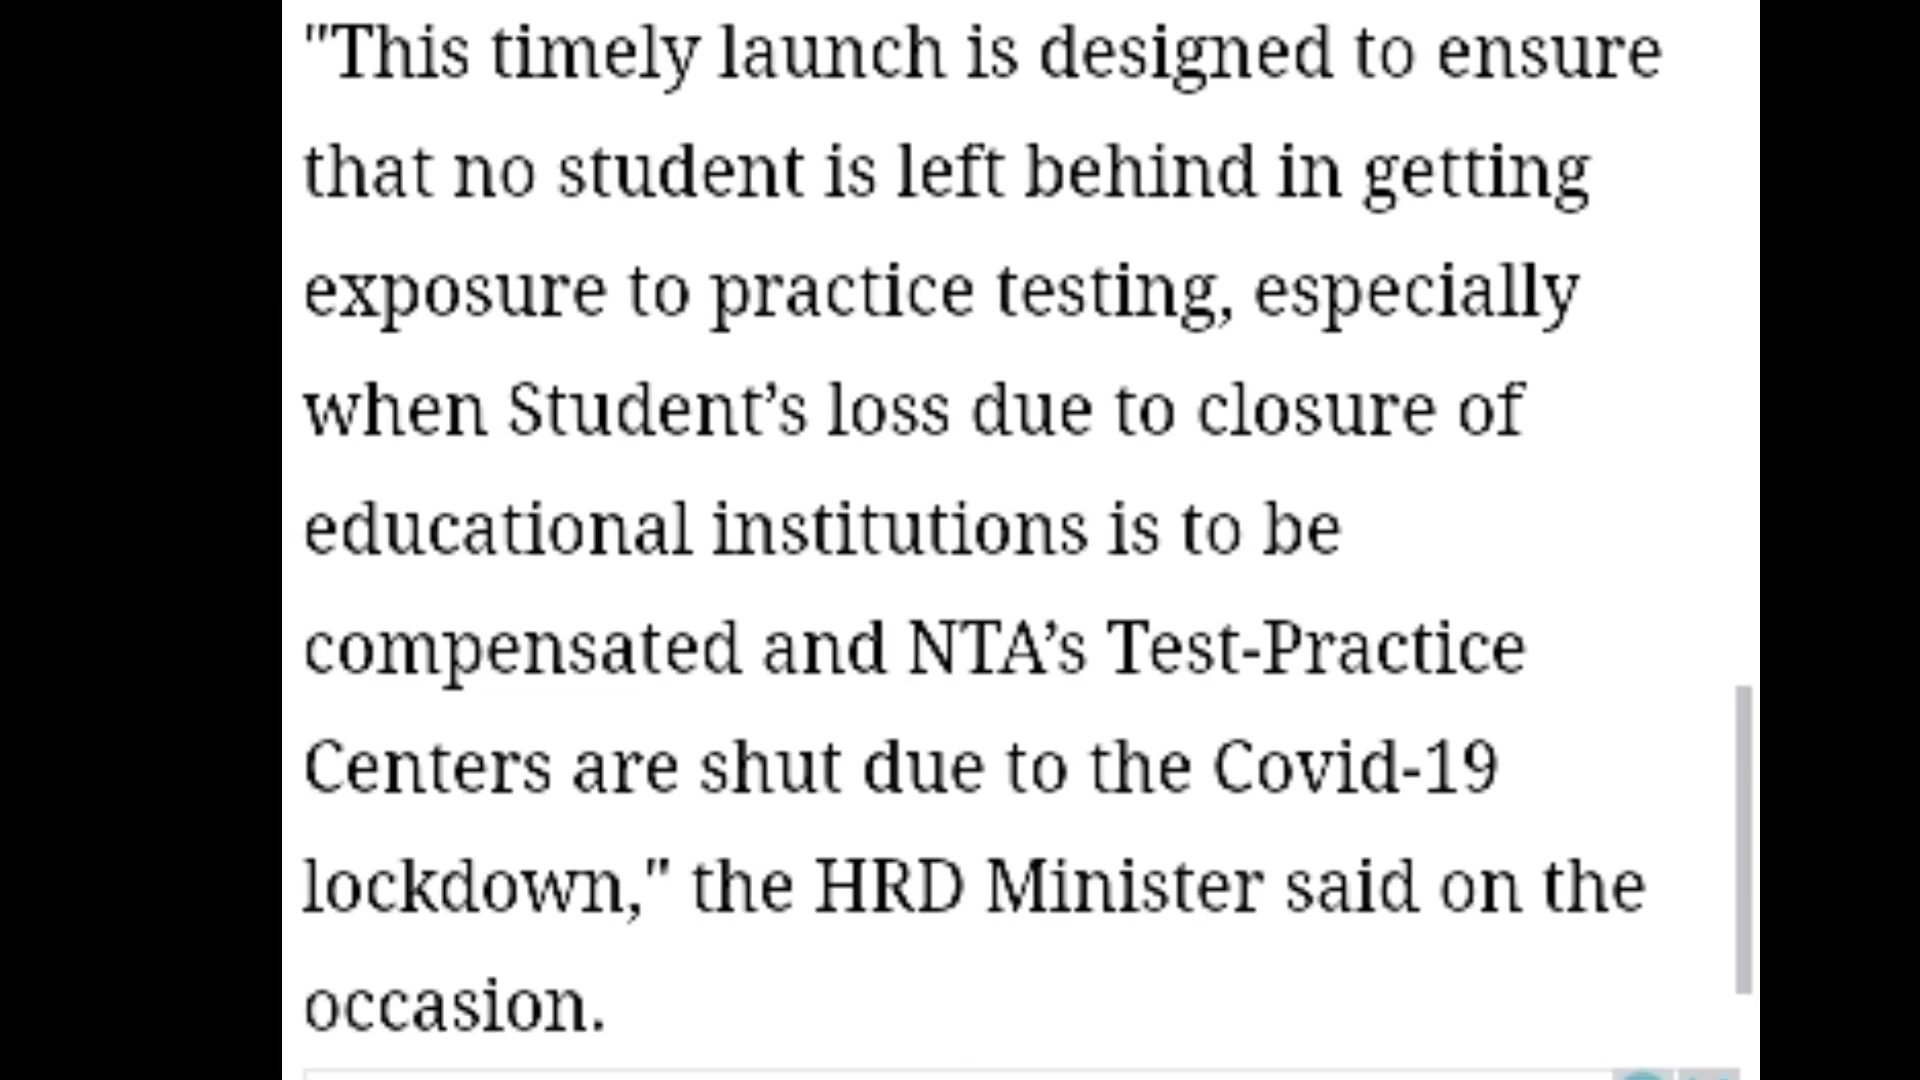 "This timely launch is designed to ensure
that no student is left behind in getting
exposure to practice testing, especially
when Student’s loss due to closure of
educational institutions is to be
compensated and NTA’s Test-Practice
Centers are shut due to the Covid-19
lockdown," the HRD Minister said on the
occasion.